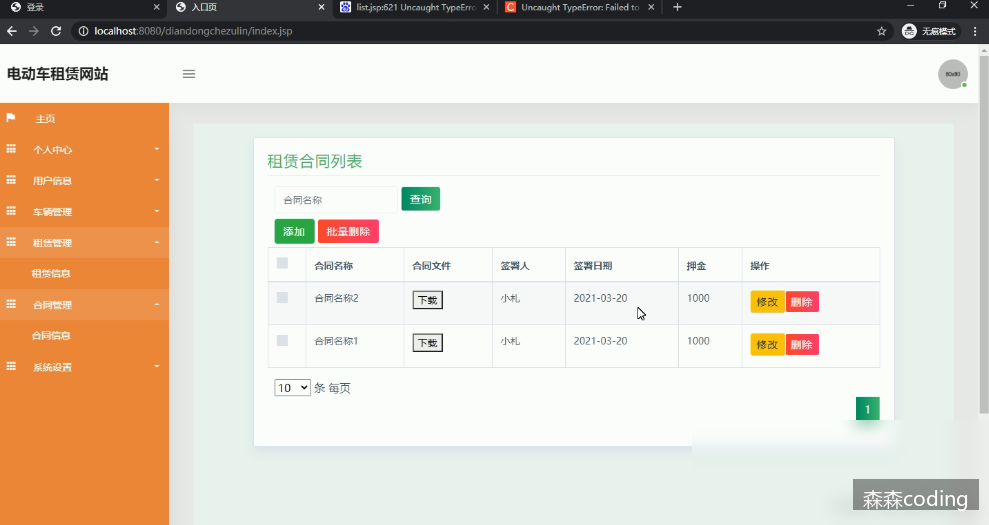 登录
入口页
list.jsp:621 Uncaught TypeErro
Uncaught TypeError: Failed to
localhost:8080/diandongchezulin/index.jsp
无痕模式
电动车租赁网站
60x60
主页
个人中心
用户信息
车辆管理
租赁管理
租赁信息
合同管理
合同信息
系统设置
租赁合同列表
合同名称
查询
添加
批量删除
合同名称 合同文件 签署人 签署日期 押金 操作
合同名称2 下载 小札 2021-03-20 1000 修改 删除
合同名称1 下载 小札 2021-03-20 1000 修改 删除
10 条 每页
1
森森coding